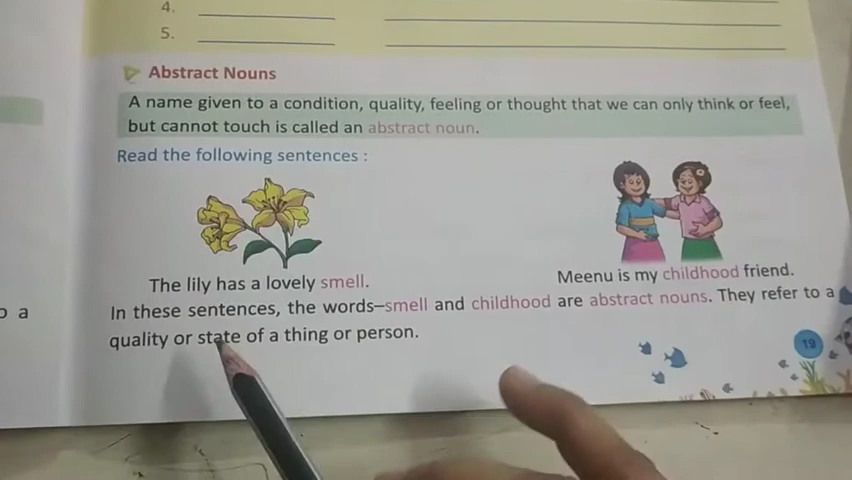 4.
5.
Abstract Nouns
A name given to a condition, quality, feeling or thought that we can only think or feel,
but cannot touch is called an abstract noun.
Read the following sentences :
The lily has a lovely smell.
Meenu is my childhood friend.
In these sentences, the words–smell and childhood are abstract nouns. They refer to a
quality or state of a thing or person.
a
19